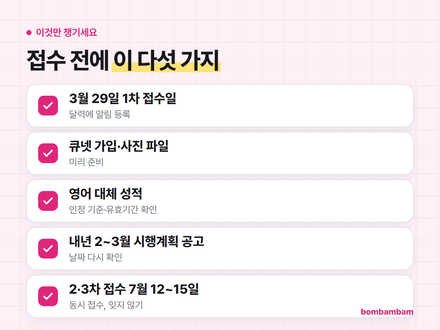 이것만 챙기세요
접수 전에 이 다섯 가지
3월 29일 1차 접수일
달력에 알림 등록
큐넷 가입·사진 파일
미리 준비
영어 대체 성적
인정 기준·유효기간 확인
내년 2~3월 시행계획 공고
날짜 다시 확인
2·3차 접수 7월 12~15일
동시 접수, 잊지 않기
bombambam